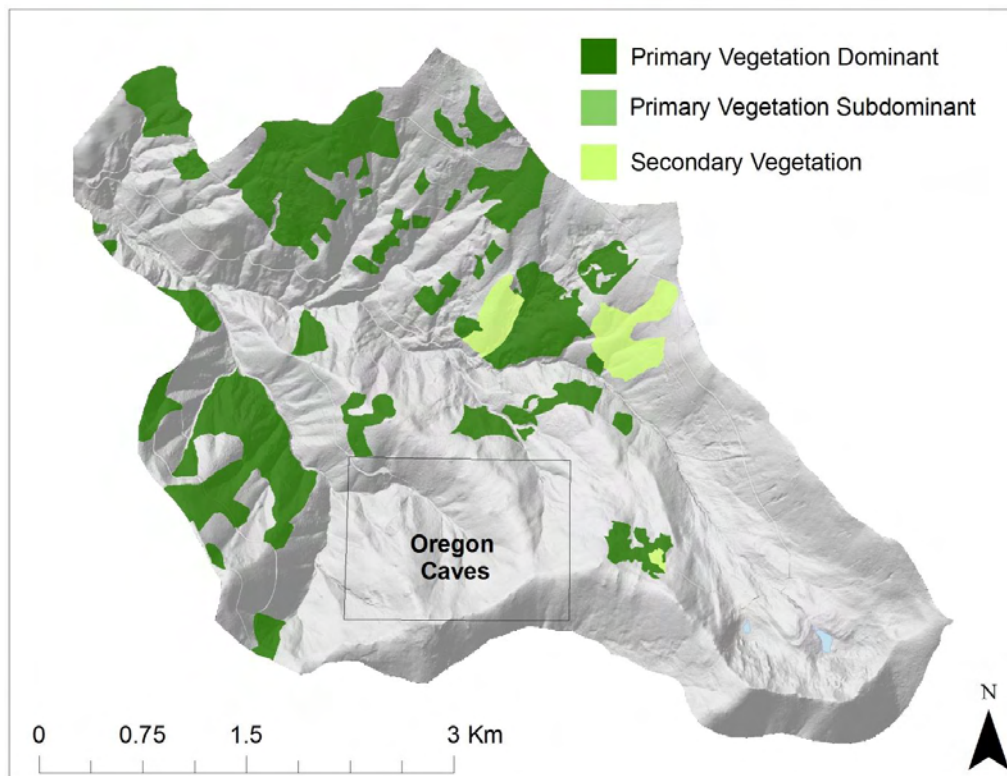 Primary Vegetation Dominant
Primary Vegetation Subdominant
Secondary Vegetation
Oregon
Caves
N
0 0.75 1.5 3 Km